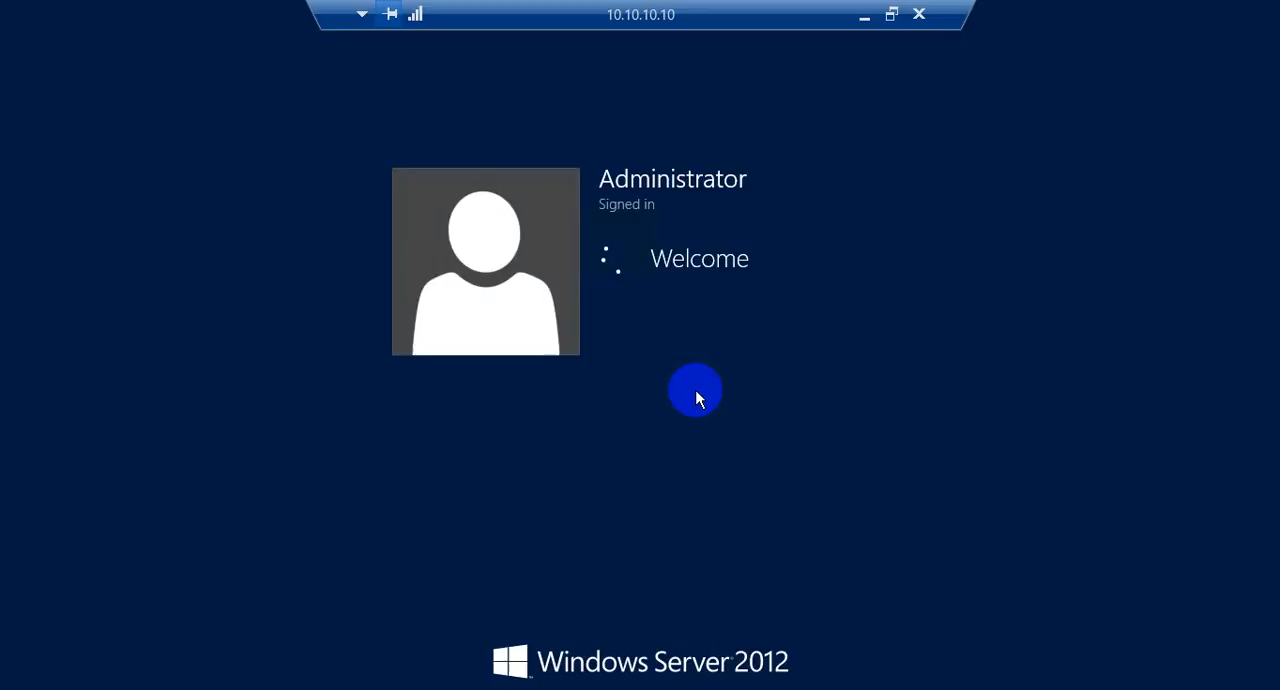 10.10.10.10
Administrator
Signed in
Welcome
Windows Server 2012